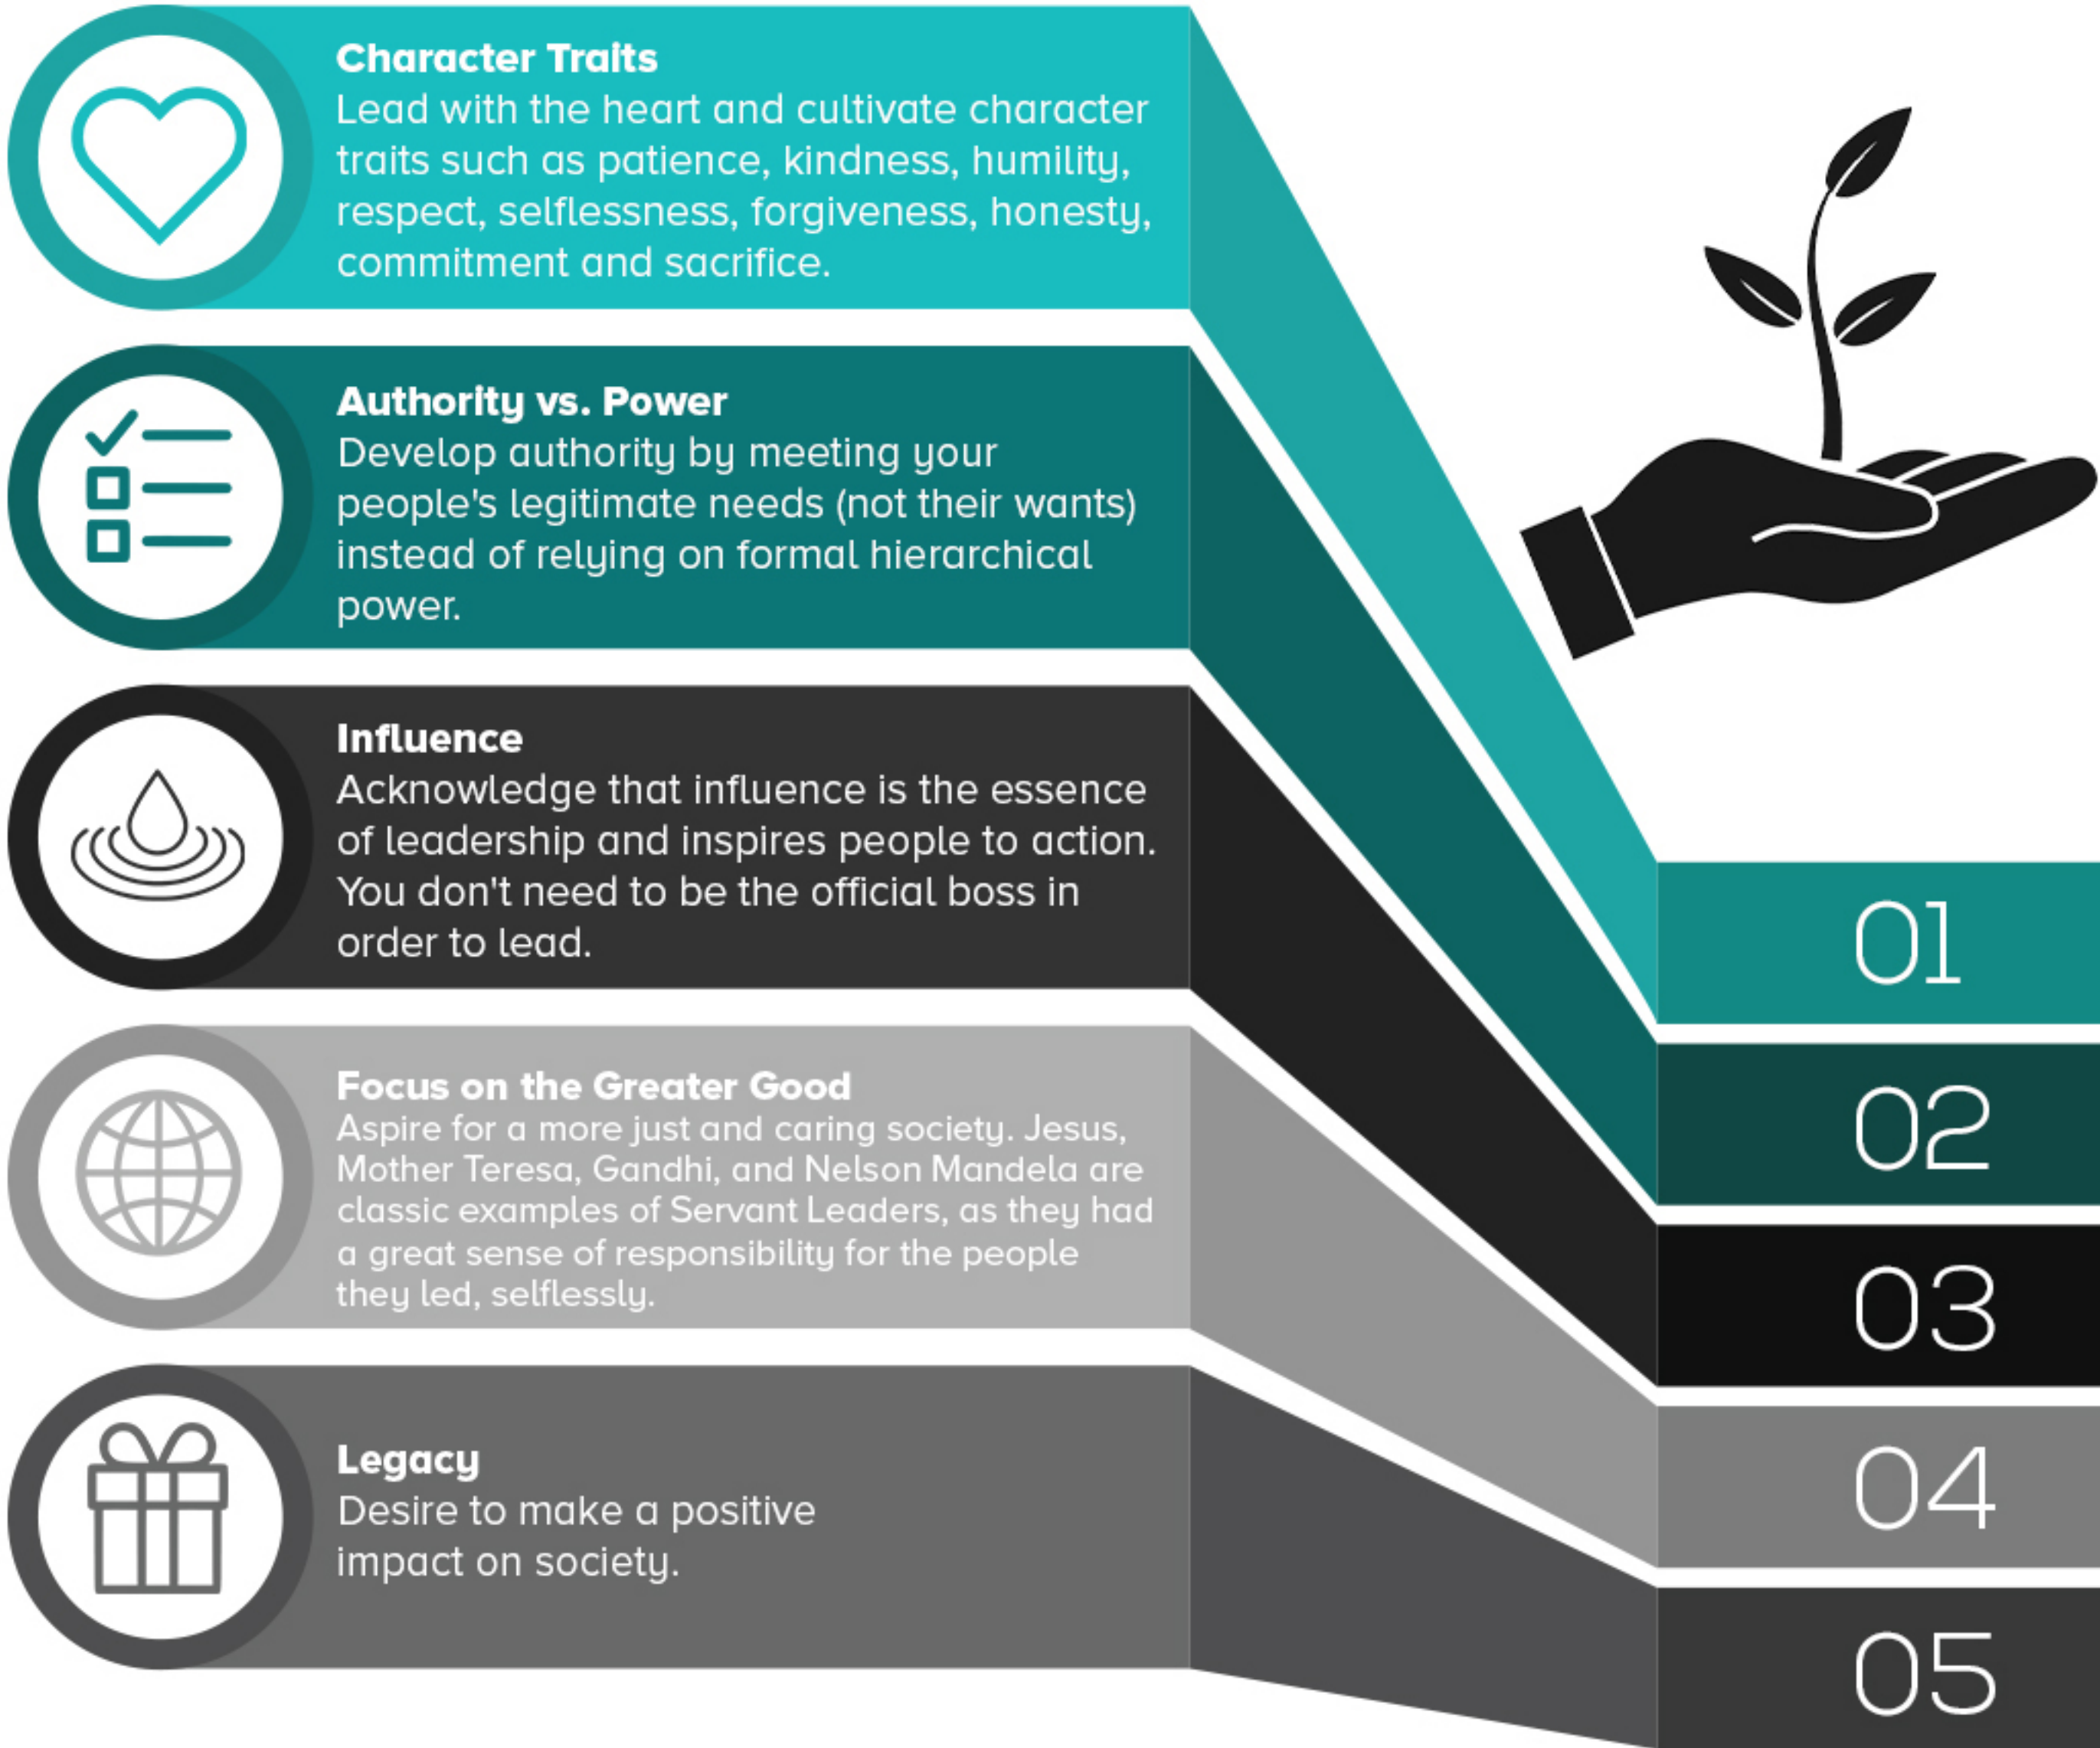 Character Traits
Lead with the heart and cultivate character
traits such as patience, kindness, humility,
respect, selflessness, forgiveness, honesty,
commitment and sacrifice.
Authority vs. Power
Develop authority by meeting your
people's legitimate needs (not their wants)
instead of relying on formal hierarchical
power.
Influence
Acknowledge that influence is the essence
of leadership and inspires people to action.
You don't need to be the official boss in
order to lead.
Focus on the Greater Good
Aspire for a more just and caring society. Jesus,
Mother Teresa, Gandhi, and Nelson Mandela are
classic examples of Servant Leaders, as they had
a great sense of responsibility for the people
they led, selflessly.
Legacy
Desire to make a positive
impact on society.
01
02
03
04
05